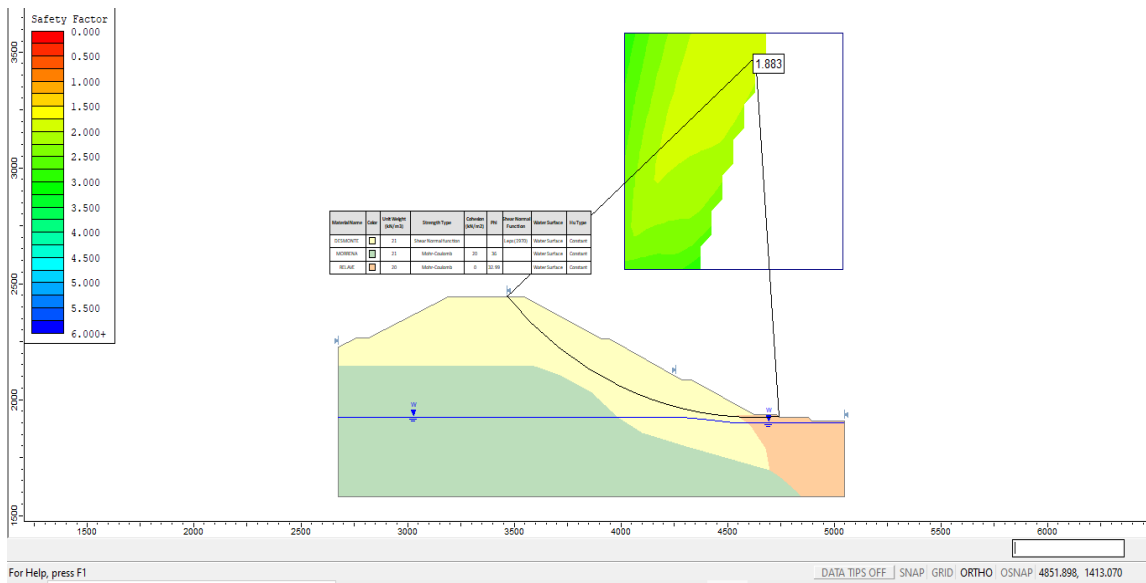 Safety Factor
0.000
0.500
1.000
1.500
2.000
2.500
3.000
3.500
4.000
4.500
5.000
5.500
6.000+
3500
3000
2500
2000
1500
1.883
Material Name Color Unit Weight (kN/m3) Strength Type Cohesion (kN/m2) Phi Shear Normal Function Water Surface Hu Type
DESMONTE 21 Shear Normal function Leps (1970) Water Surface Constant
MORRENA 21 Mohr-Coulomb 20 36 Water Surface Constant
RELAVE 20 Mohr-Coulomb 0 32.99 Water Surface Constant
W
W
1500 2000 2500 3000 3500 4000 4500 5000 5500 6000
For Help, press F1
DATA TIPS OFF SNAP GRID ORTHO OSNAP 4851.898, 1413.070